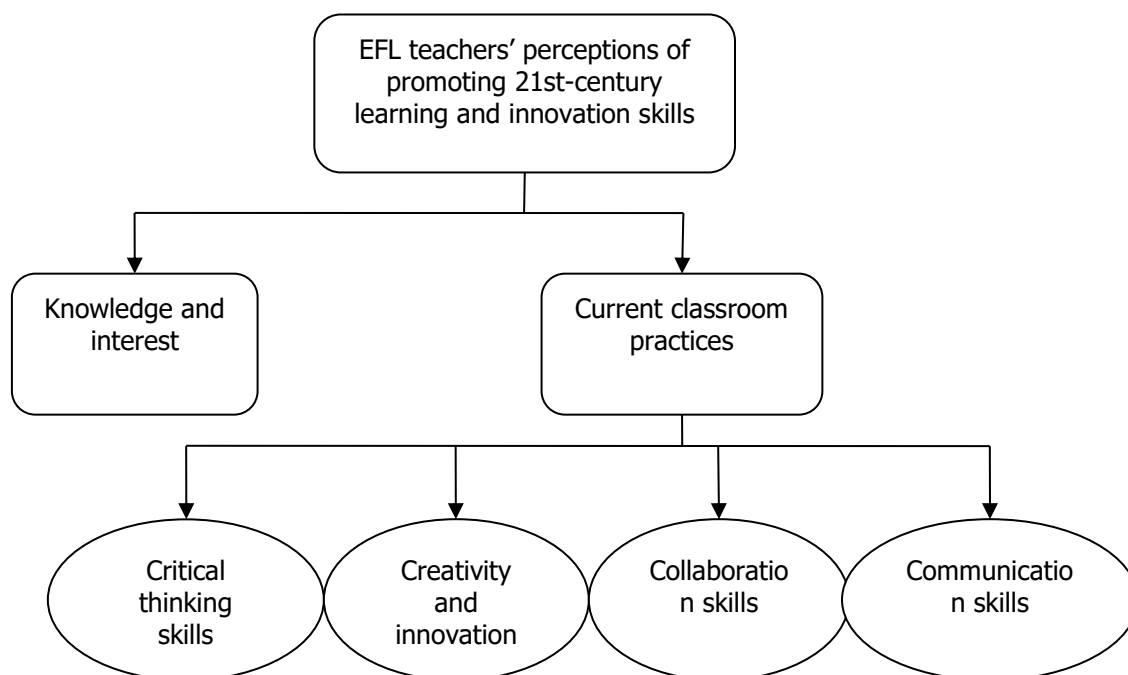 EFL teachers’ perceptions of
promoting 21st-century
learning and innovation skills
Knowledge and
interest
Current classroom
practices
Critical
thinking
skills
Creativity
and
innovation
Collaboratio
n skills
Communicatio
n skills